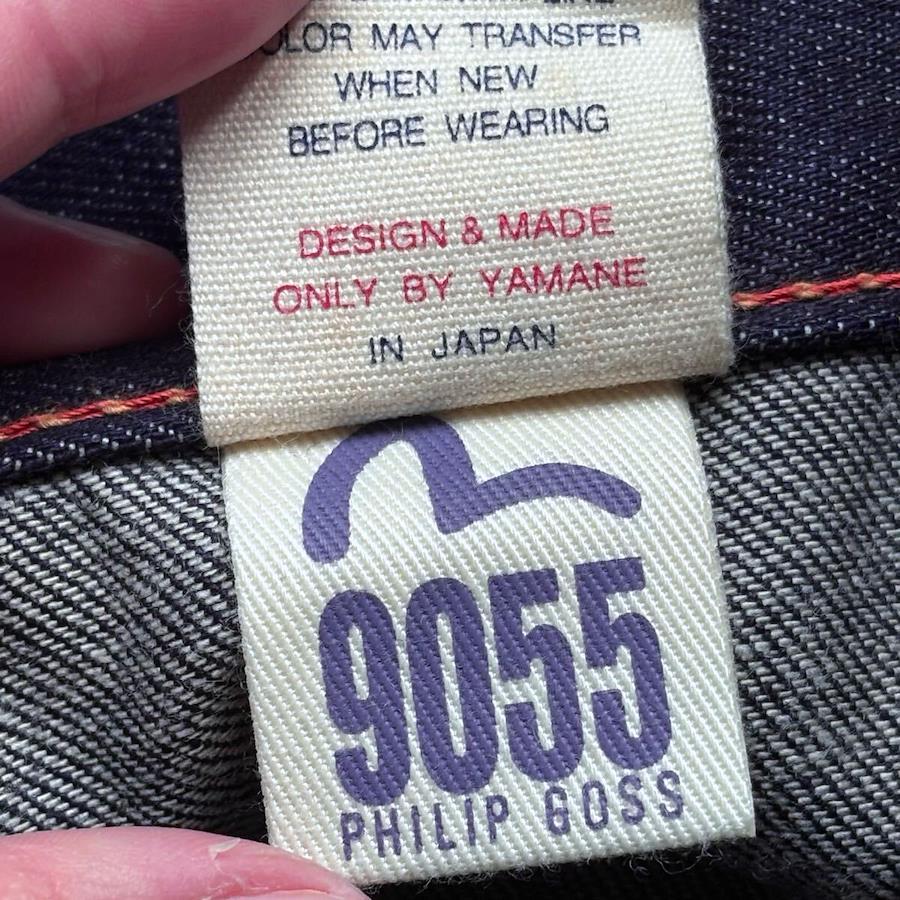 COLOR MAY TRANSFER
WHEN NEW
BEFORE WEARING
DESIGN & MADE
ONLY BY YAMANE
IN JAPAN
9055
PHILIP GOSS